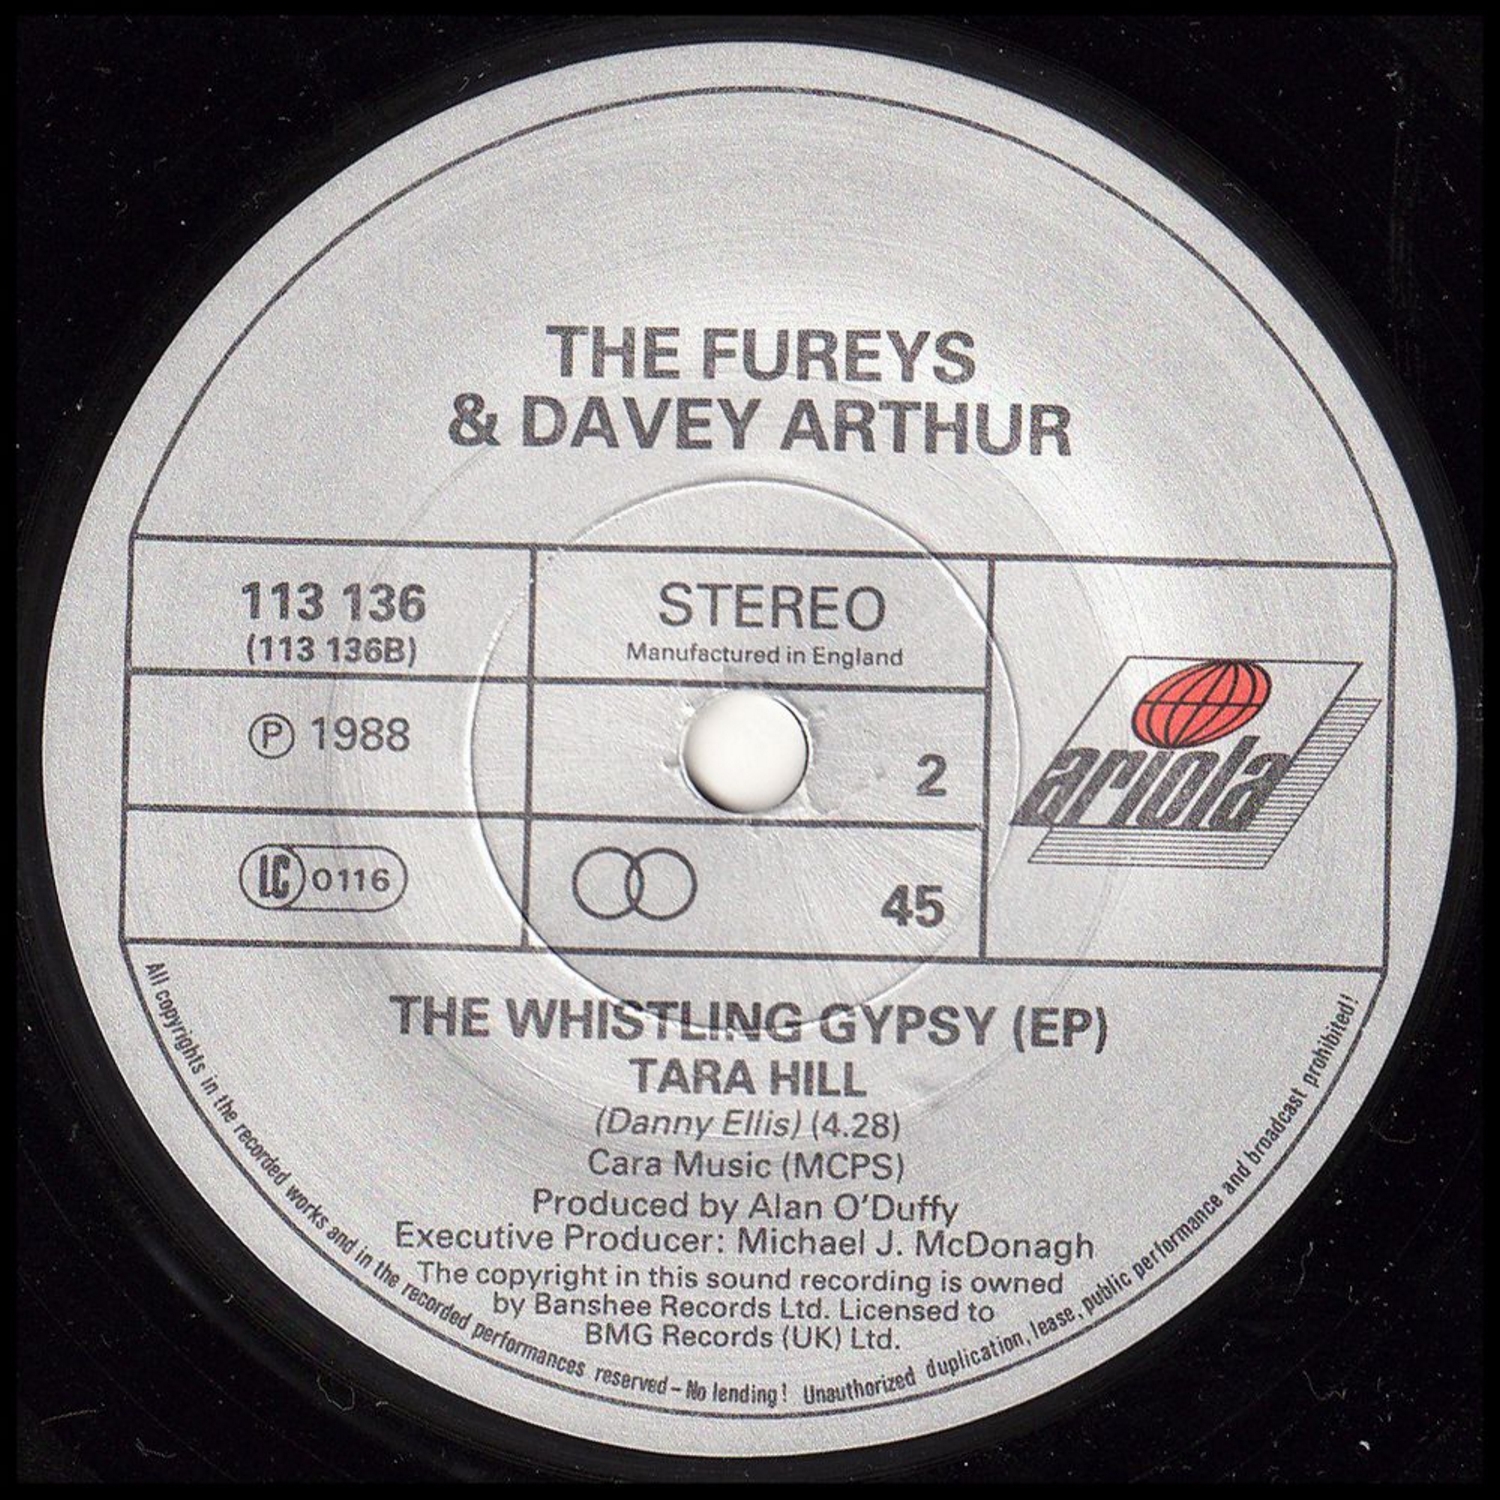 THE FUREYS
& DAVEY ARTHUR
113 136
(113 136B)
STEREO
Manufactured in England
Ⓟ 1988
2
LC 0116
45
ariola
THE WHISTLING GYPSY (EP)
TARA HILL
(Danny Ellis) (4.28)
Cara Music (MCPS)
Produced by Alan O'Duffy
Executive Producer: Michael J. McDonagh
The copyright in this sound recording is owned
by Banshee Records Ltd. Licensed to
BMG Records (UK) Ltd.
All copyrights in the recorded works and in the recorded performances reserved – No lending! Unauthorized duplication, lease, public performance and broadcast prohibited!